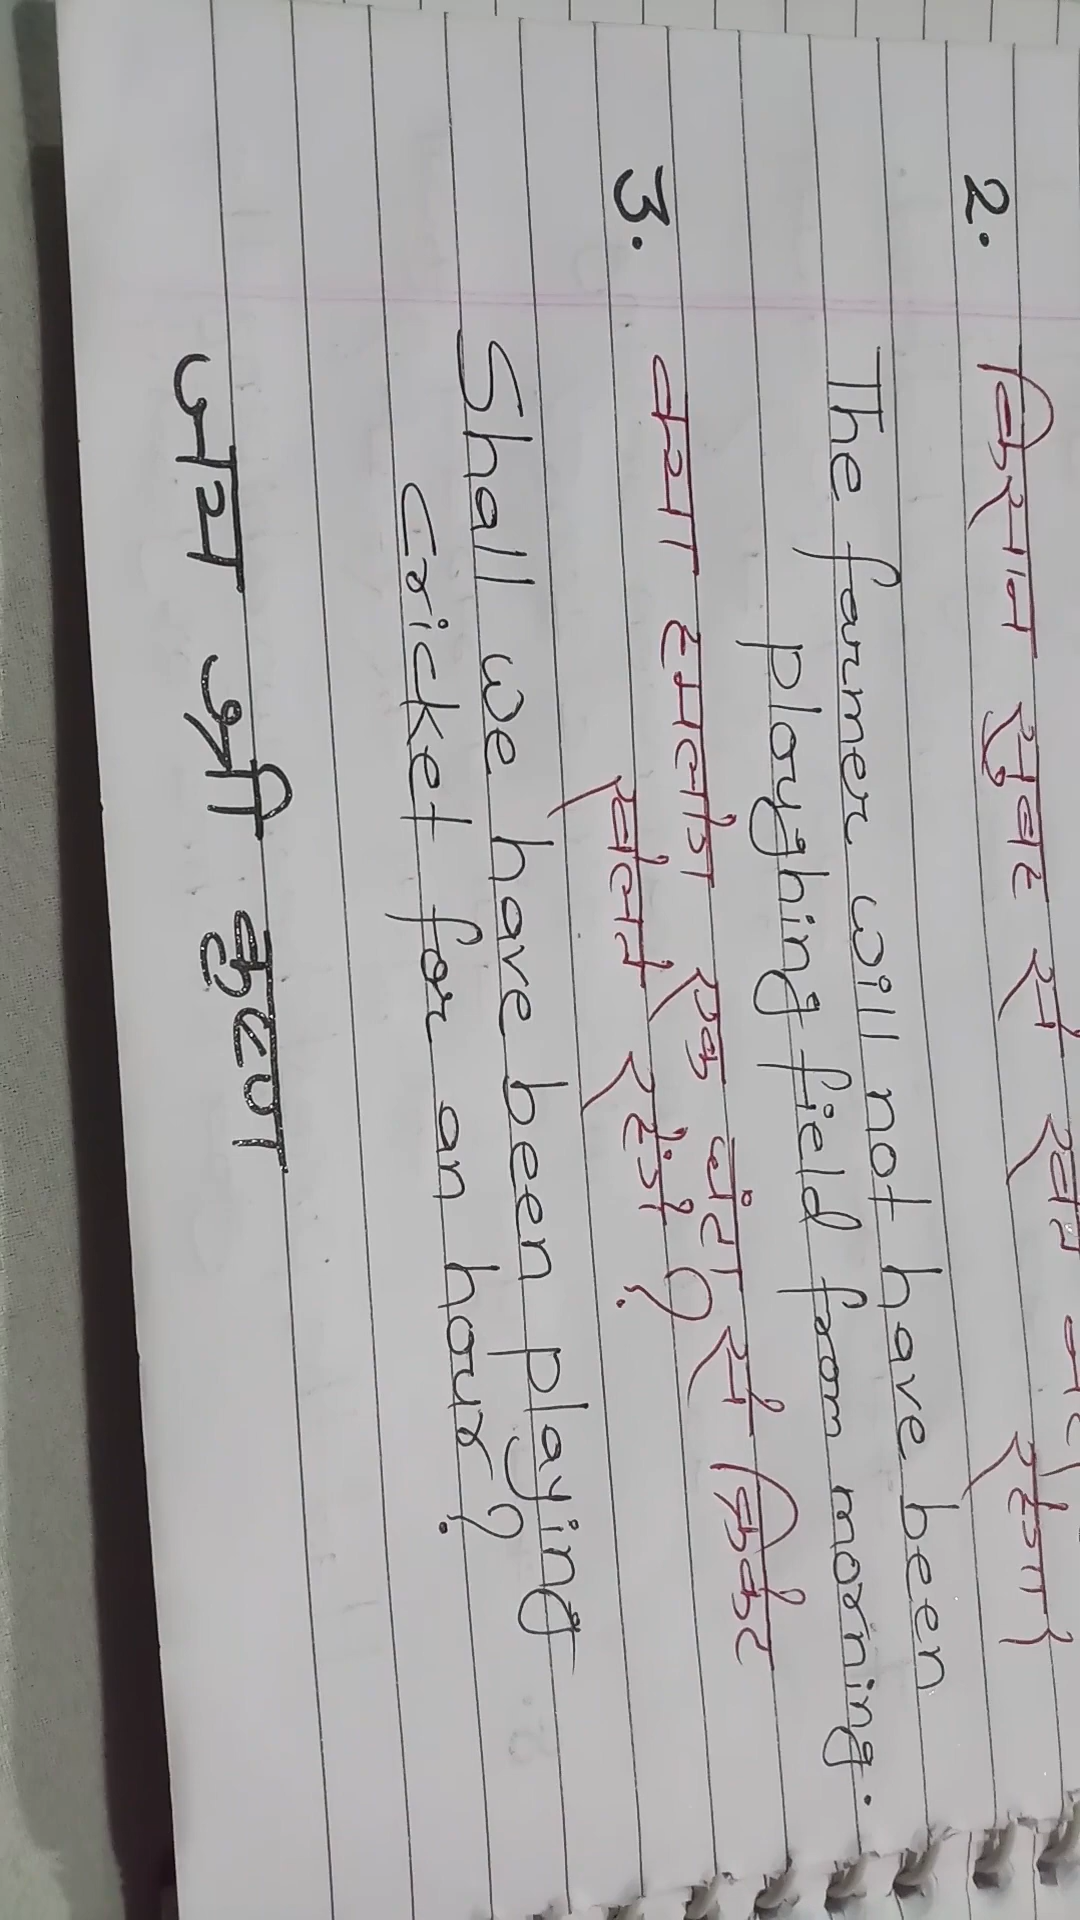 2. किसान सुबह से खेत
रहेगा।
The farmer will not have been
ploughing field from morning.
3. क्या हमलोग एक घंटा से क्रिकेट
खेलते रहेंगे?
Shall we have been playing
cricket for an hour?
जय श्री कृष्ण